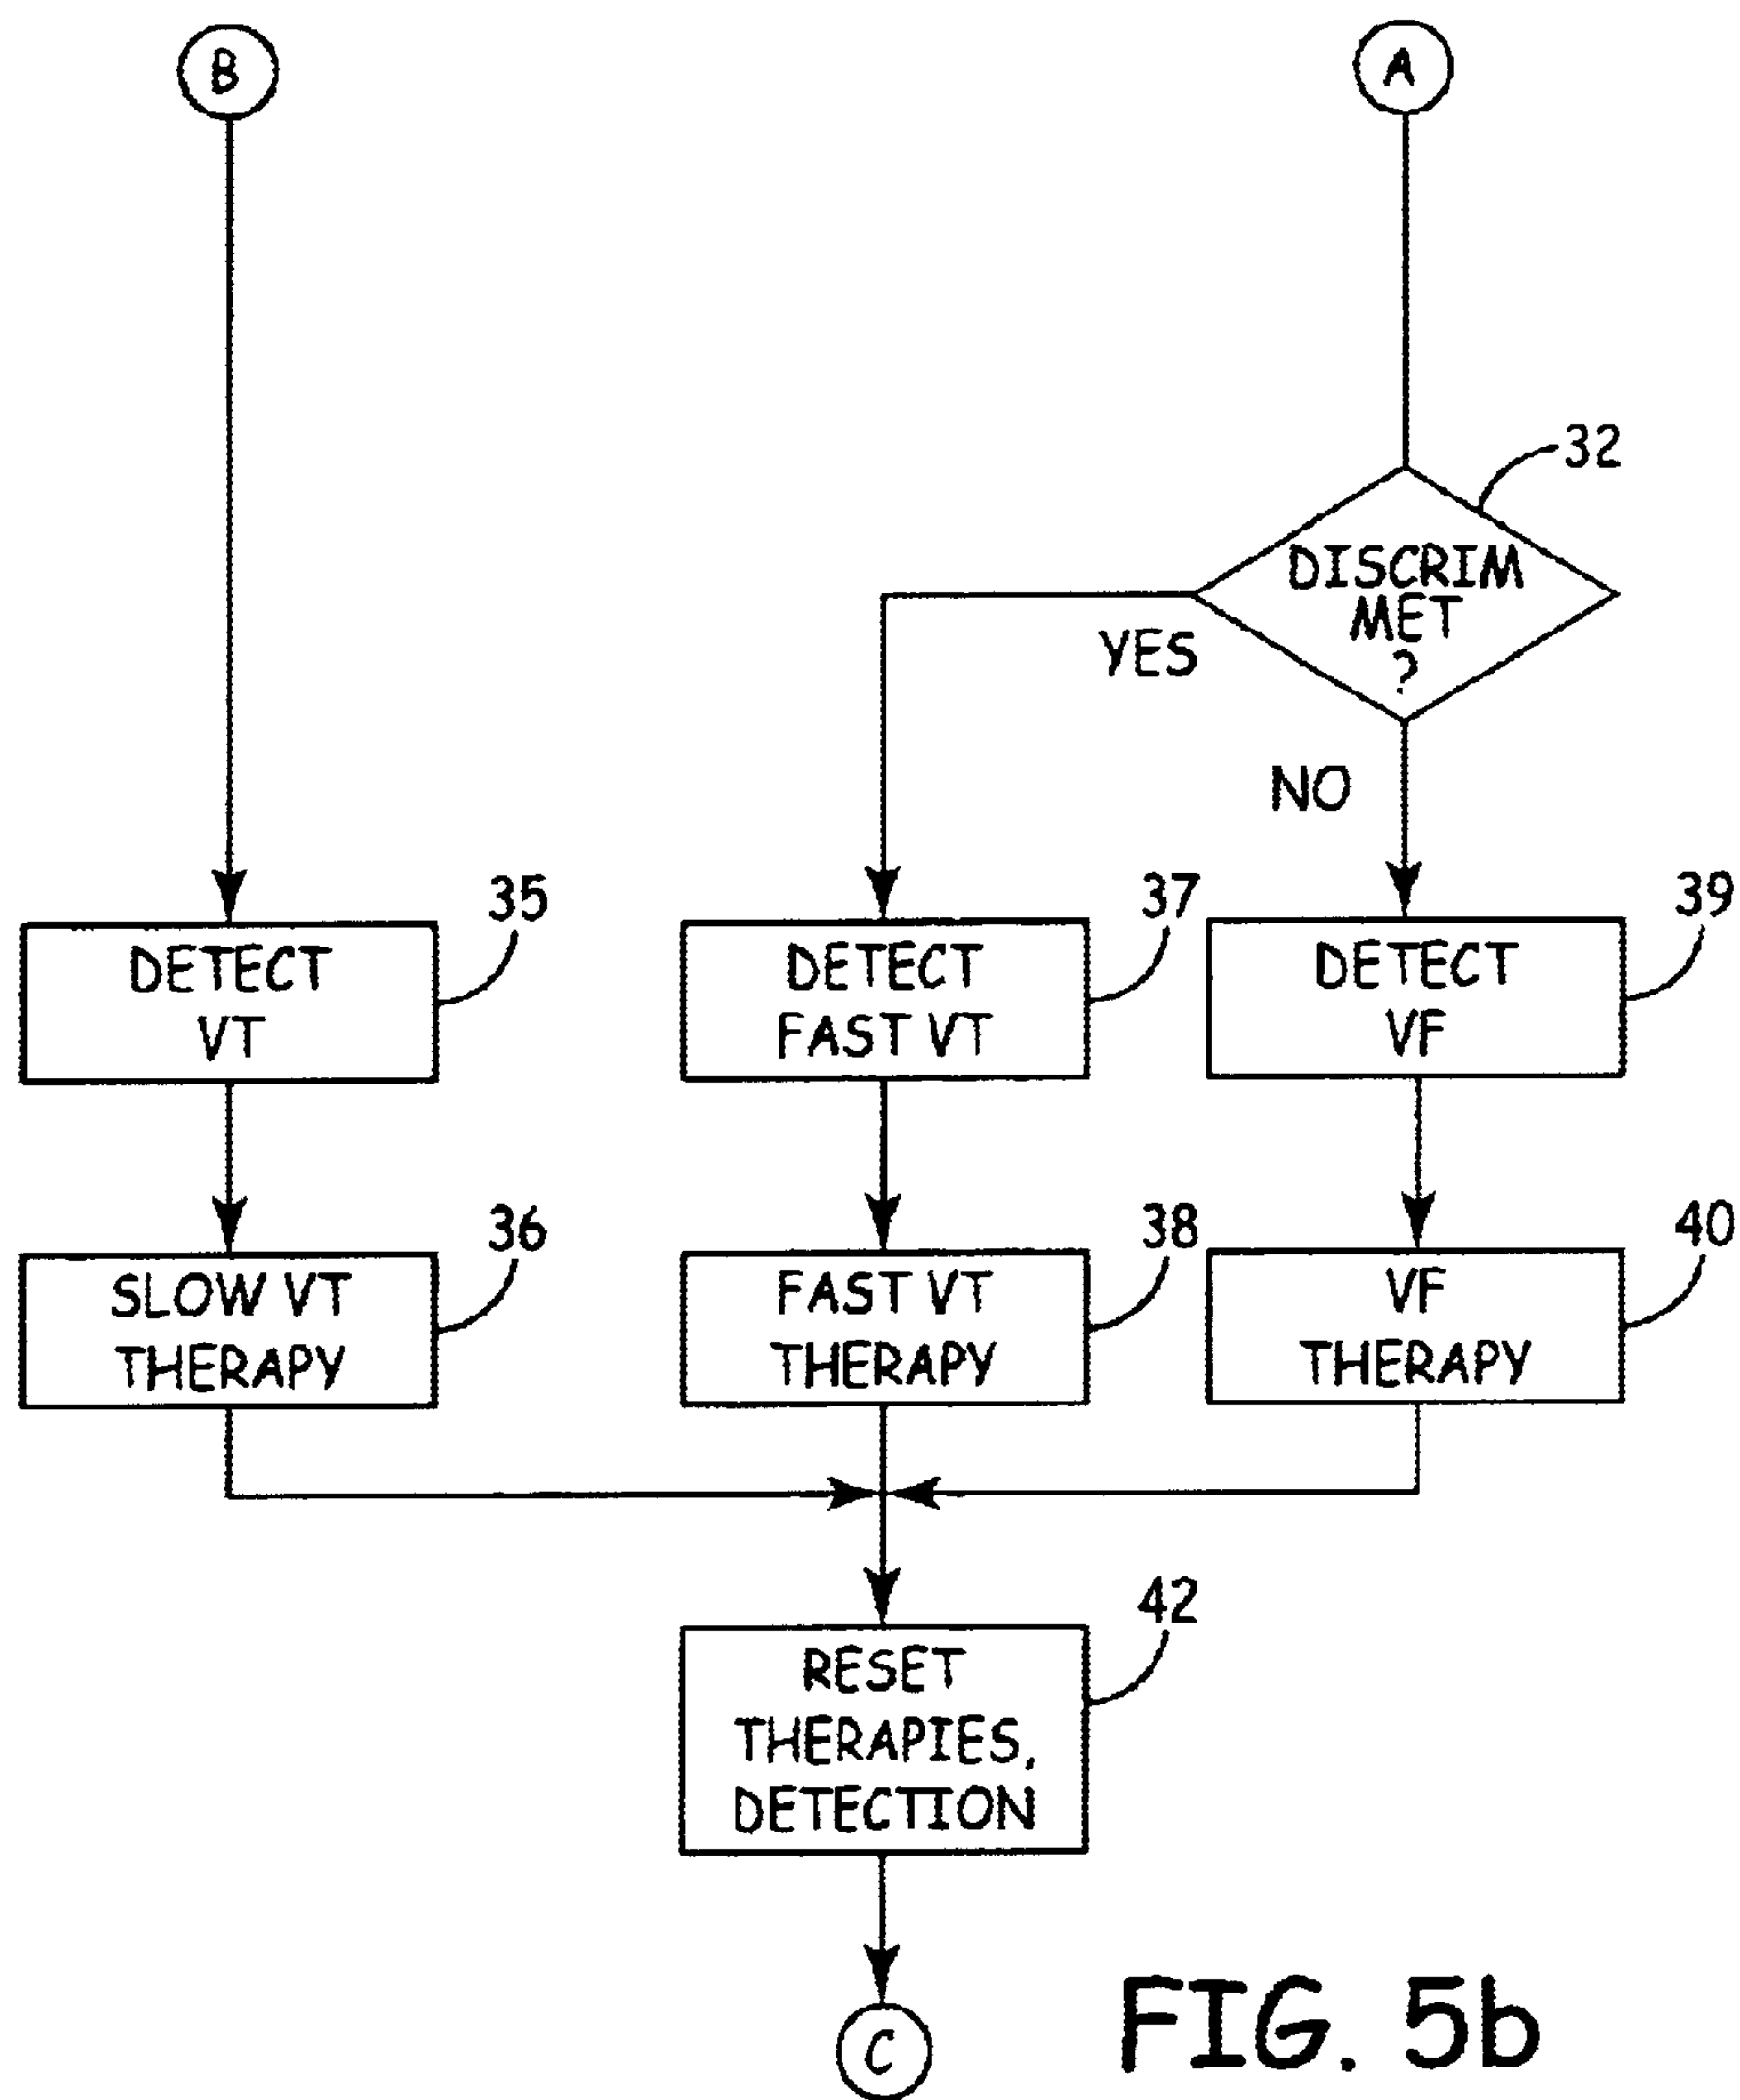 B
A
32
DISCRIM
MET
?
YES
NO
35
37
39
DETECT
VT
DETECT
FAST VT
DETECT
VF
36
38
40
SLOW VT
THERAPY
FAST VT
THERAPY
VF
THERAPY
42
RESET
THERAPIES,
DETECTION
C
FIG. 5b